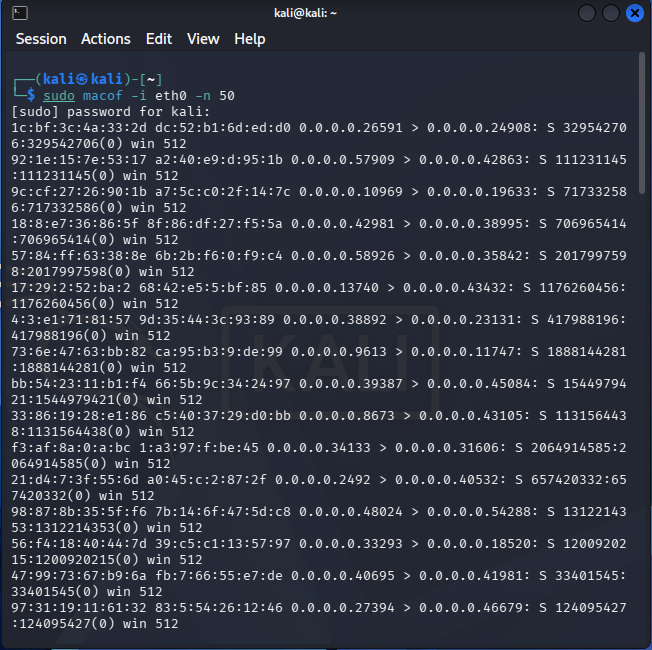 kali@kali: ~
Session Actions Edit View Help
┌──(kali㉿kali)-[~]
└─$ sudo macof -i eth0 -n 50
[sudo] password for kali:
1c:bf:3c:4a:33:2d dc:52:b1:6d:ed:d0 0.0.0.0.26591 > 0.0.0.0.24908: S 32954270
6:329542706(0) win 512
92:1e:15:7e:53:17 a2:40:e9:d:95:1b 0.0.0.0.57909 > 0.0.0.0.42863: S 111231145
:111231145(0) win 512
9c:cf:27:26:90:1b a7:5c:c0:2f:14:7c 0.0.0.0.10969 > 0.0.0.0.19633: S 71733258
6:717332586(0) win 512
18:8:e7:36:86:5f 8f:86:df:27:f5:5a 0.0.0.0.42981 > 0.0.0.0.38995: S 706965414
:706965414(0) win 512
57:84:ff:63:38:8e 6b:2b:f6:0:f9:c4 0.0.0.0.58926 > 0.0.0.0.35842: S 201799759
8:2017997598(0) win 512
17:29:2:52:ba:2 68:42:e5:5:bf:85 0.0.0.0.13740 > 0.0.0.0.43432: S 1176260456:
1176260456(0) win 512
4:3:e1:71:81:57 9d:35:44:3c:93:89 0.0.0.0.38892 > 0.0.0.0.23131: S 417988196:
417988196(0) win 512
73:6e:47:63:bb:82 ca:95:b3:9:de:99 0.0.0.0.9613 > 0.0.0.0.11747: S 1888144281
:1888144281(0) win 512
bb:54:23:11:b1:f4 66:5b:9c:34:24:97 0.0.0.0.39387 > 0.0.0.0.45084: S 15449794
21:1544979421(0) win 512
33:86:19:28:e1:86 c5:40:37:29:d0:bb 0.0.0.0.8673 > 0.0.0.0.43105: S 113156443
8:1131564438(0) win 512
f3:af:8a:0:a:bc 1:a3:97:f:be:45 0.0.0.0.34133 > 0.0.0.0.31606: S 2064914585:2
064914585(0) win 512
21:d4:7:3f:55:6d a0:45:c:2:87:2f 0.0.0.0.2492 > 0.0.0.0.40532: S 657420332:65
7420332(0) win 512
98:87:8b:35:5f:f6 7b:14:6f:47:5d:c8 0.0.0.0.48024 > 0.0.0.0.54288: S 13122143
53:1312214353(0) win 512
56:f4:18:40:44:7d 39:c5:c1:13:57:97 0.0.0.0.33293 > 0.0.0.0.18520: S 12009202
15:1200920215(0) win 512
47:99:73:67:b9:6a fb:7:66:55:e7:de 0.0.0.0.40695 > 0.0.0.0.41981: S 33401545:
33401545(0) win 512
97:31:19:11:61:32 83:5:54:26:12:46 0.0.0.0.27394 > 0.0.0.0.46679: S 124095427
:124095427(0) win 512
KALI